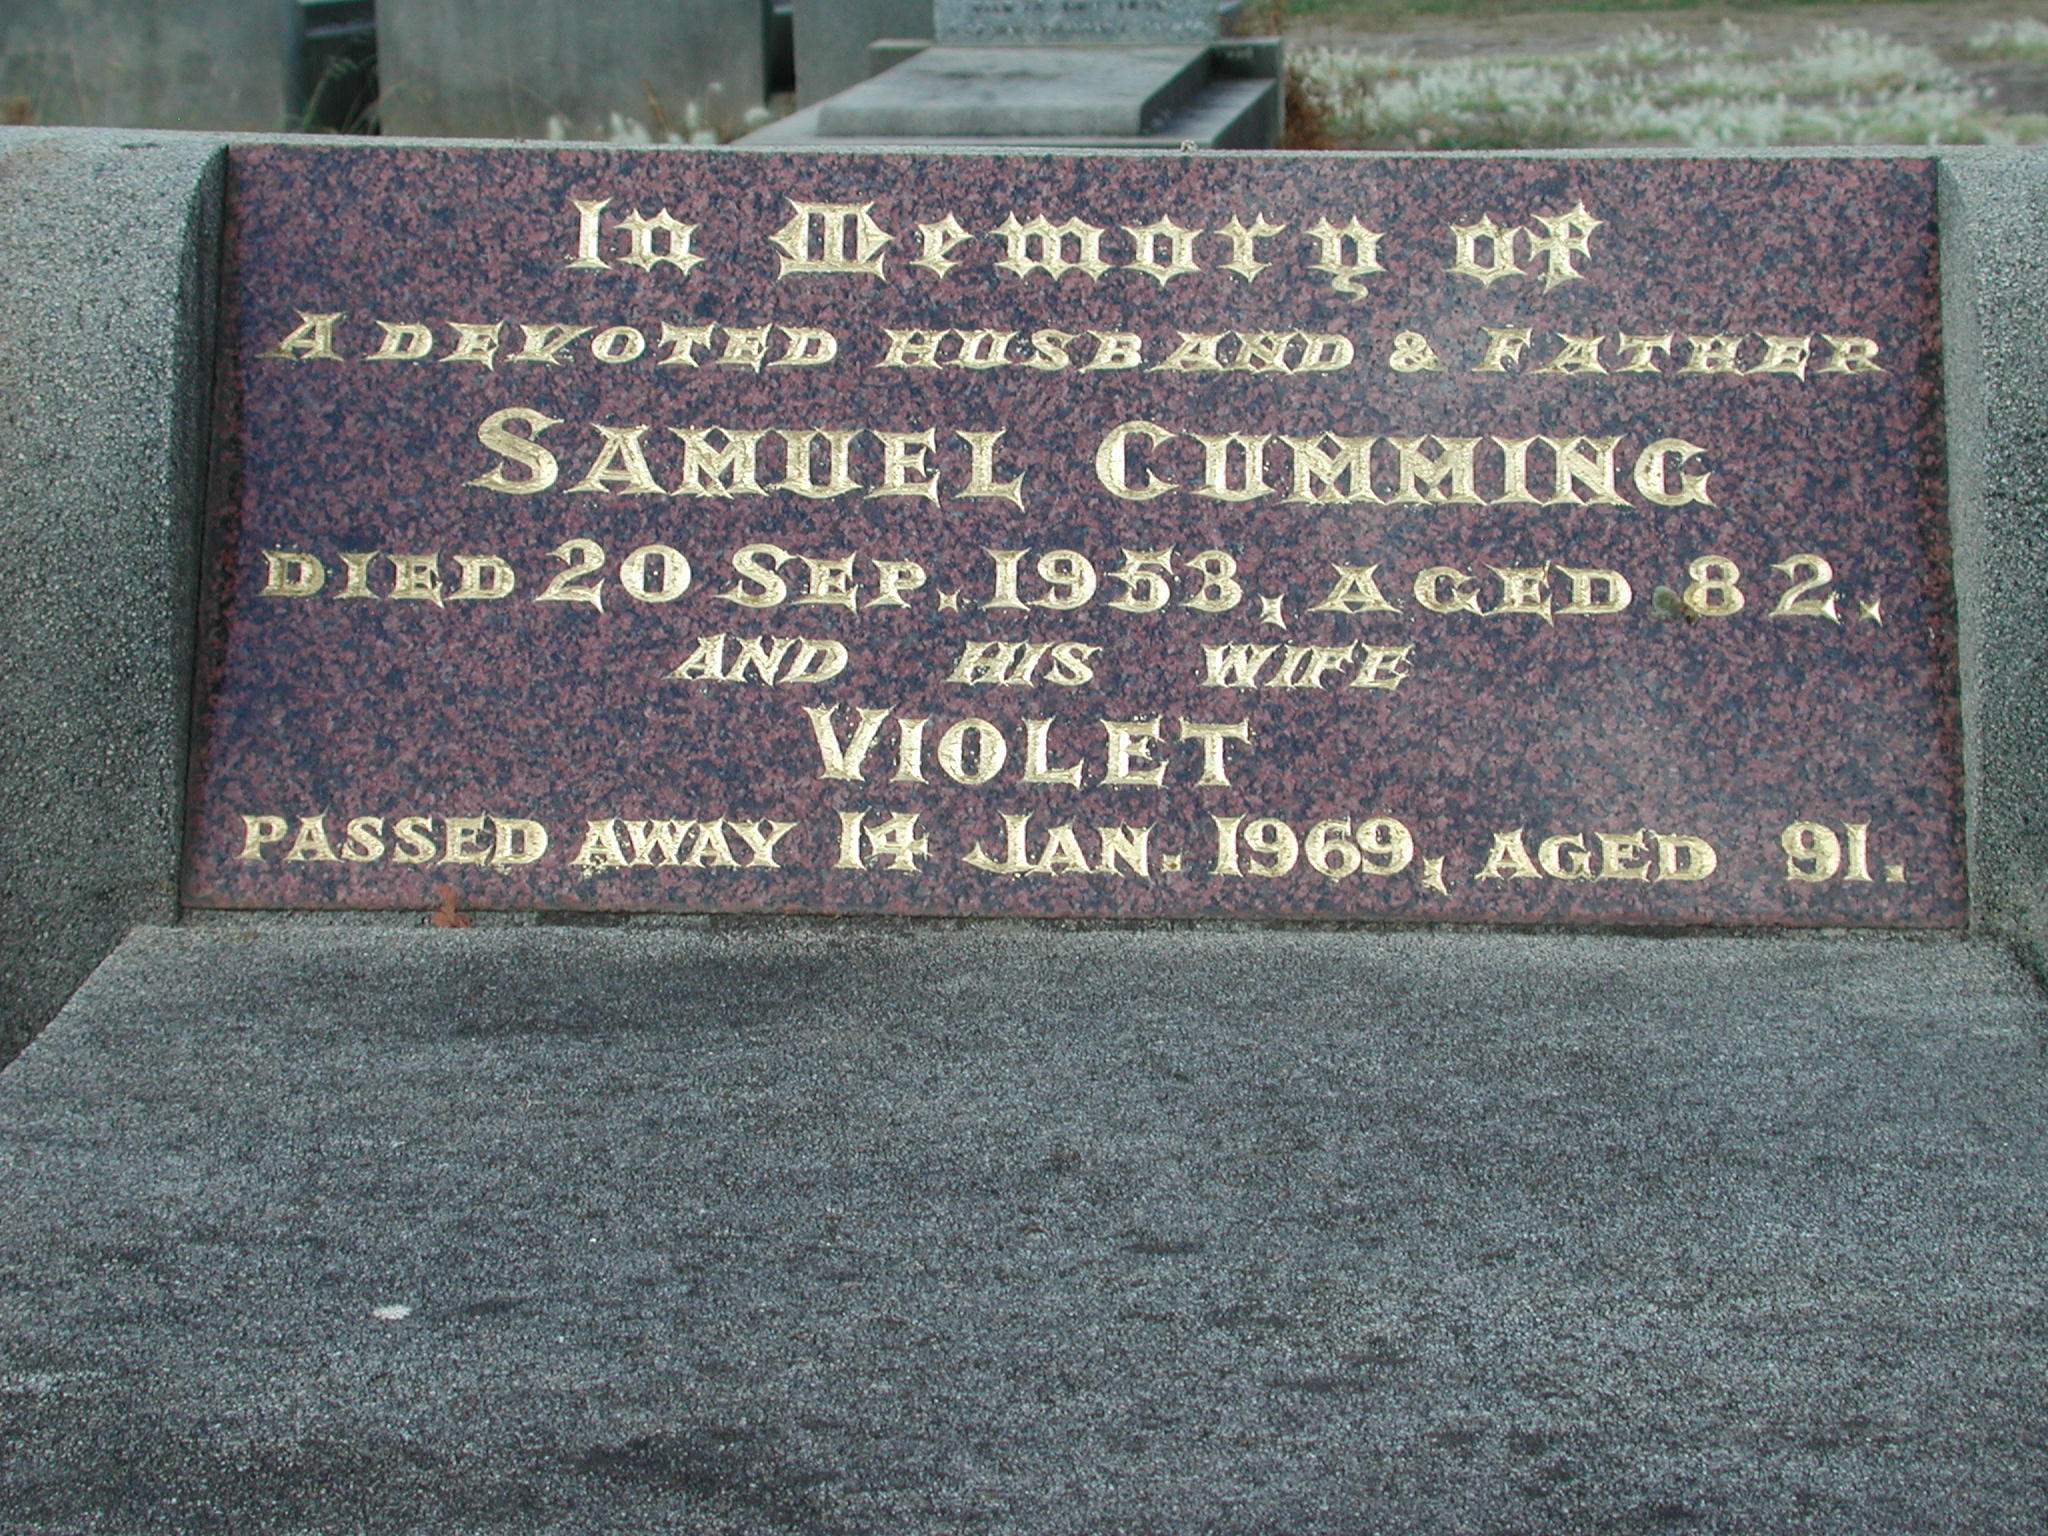 In Memory of
A DEVOTED HUSBAND & FATHER
SAMUEL CUMMING
DIED 20 SEP. 1953, AGED 82.
AND HIS WIFE
VIOLET
PASSED AWAY 14 JAN. 1969, AGED 91.